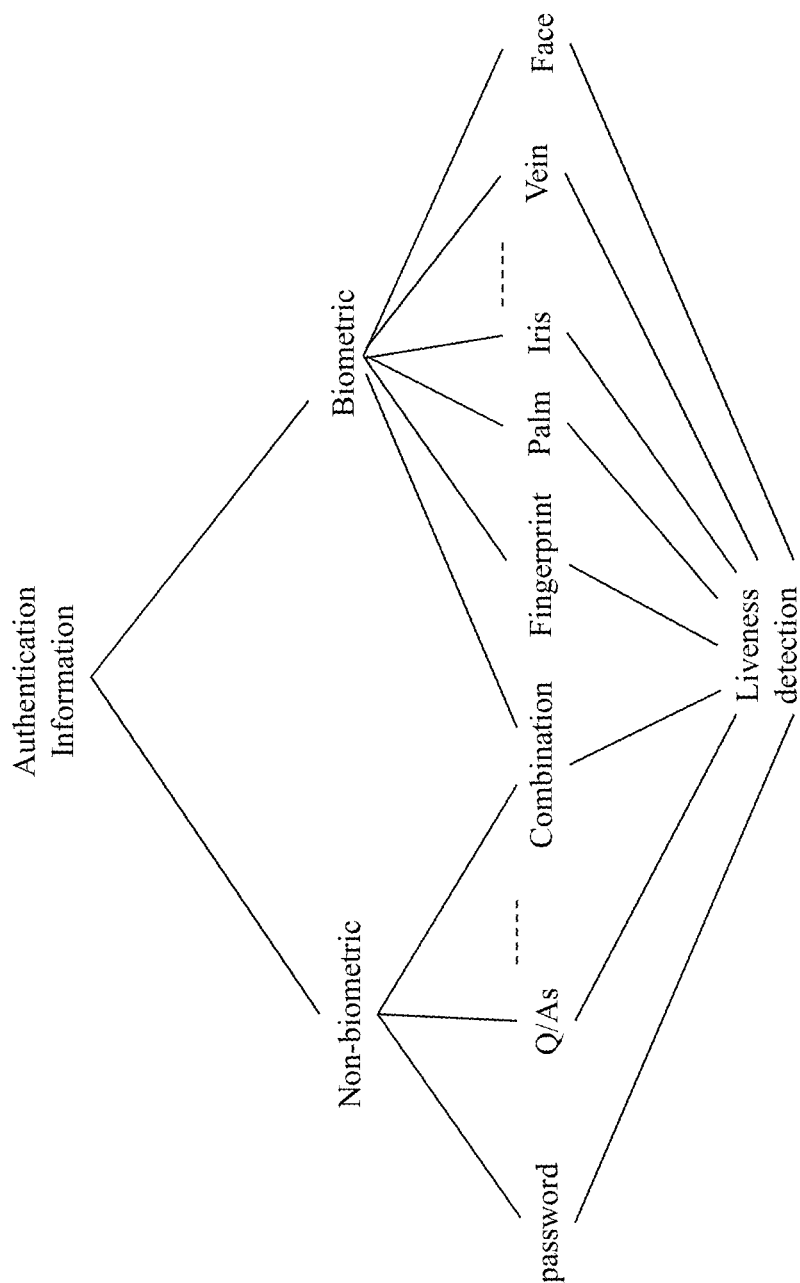 Authentication
Information
Non-biometric
Biometric
password
Q/As
Combination
Fingerprint
Palm
Iris
Vein
Face
Liveness
detection